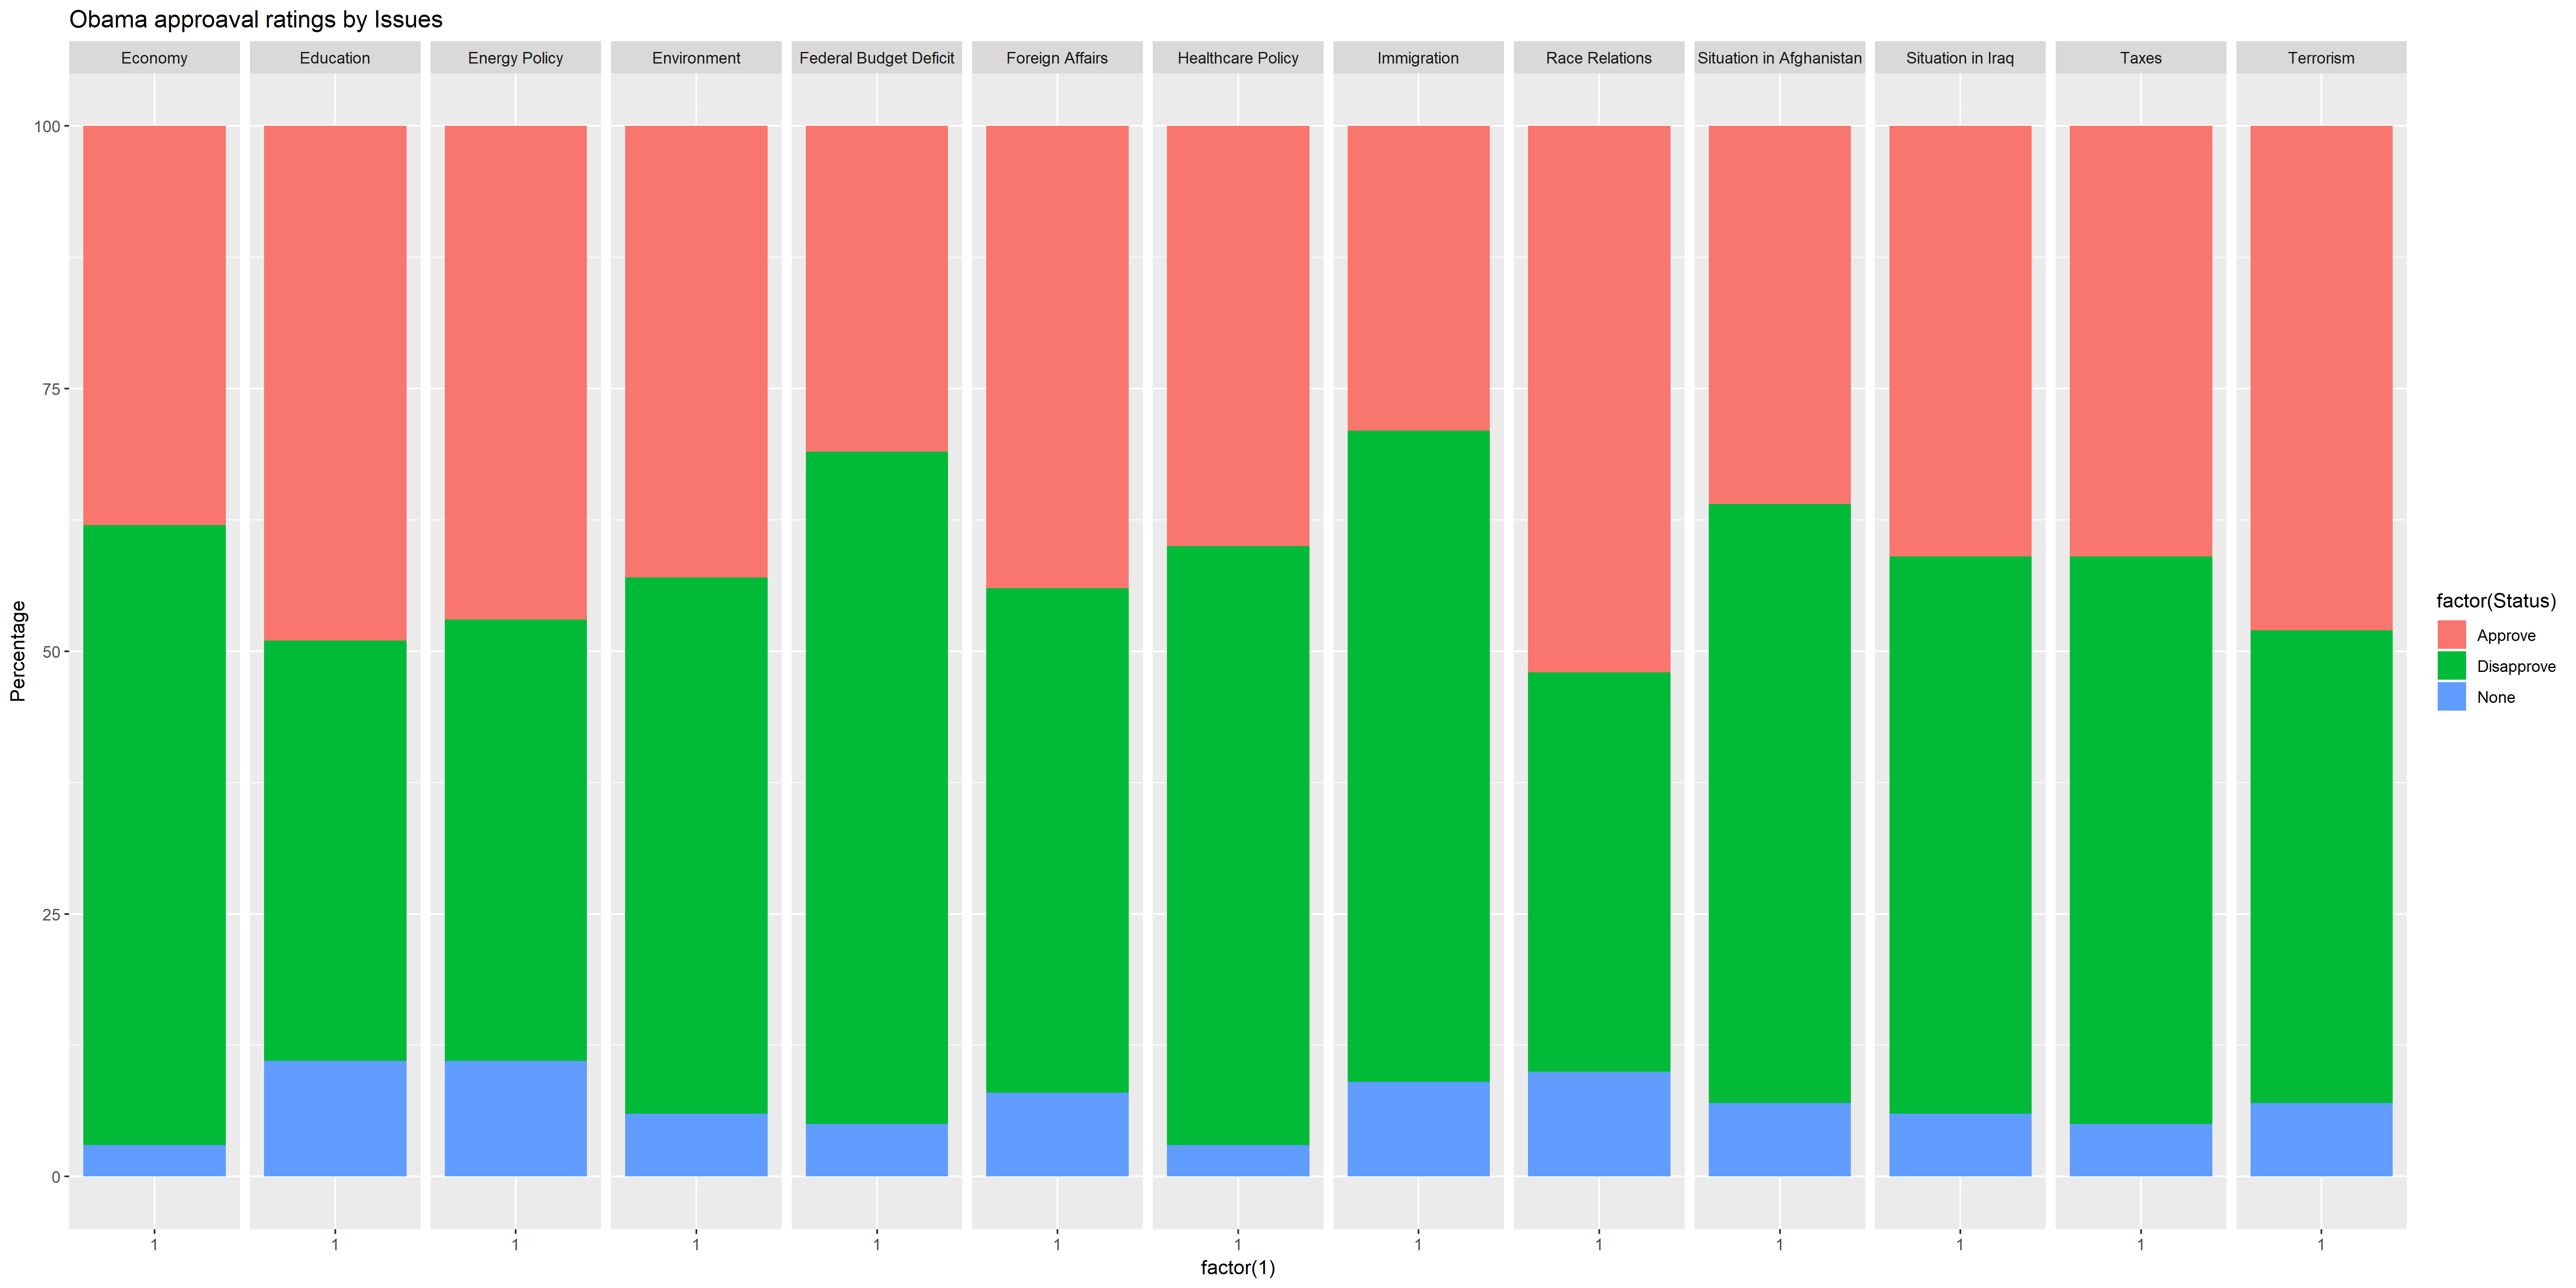 Obama approaval ratings by Issues
Economy Education Energy Policy Environment Federal Budget Deficit Foreign Affairs Healthcare Policy Immigration Race Relations Situation in Afghanistan Situation in Iraq Taxes Terrorism
100
75
50
25
0
Percentage
1 1 1 1 1 1 1 1 1 1 1 1 1
factor(1)
factor(Status)
Approve
Disapprove
None